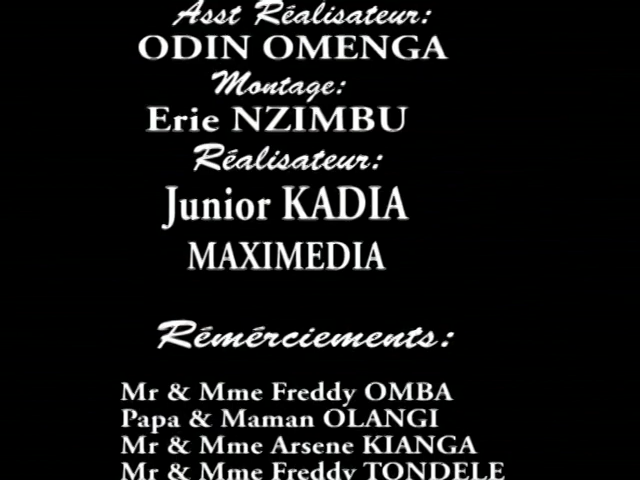 Asst Réalisateur:
ODIN OMENGA
Montage:
Erie NZIMBU
Réalisateur:
Junior KADIA
MAXIMEDIA
Rémérciements:
Mr & Mme Freddy OMBA
Papa & Maman OLANGI
Mr & Mme Arsene KIANGA
Mr & Mme Freddy TONDELE